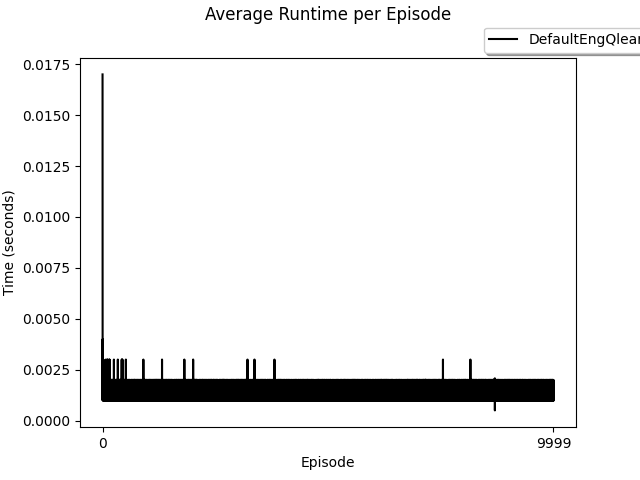 Average Runtime per Episode
DefaultEngQlear
0.0175
0.0150
0.0125
0.0100
0.0075
0.0050
0.0025
0.0000
Time (seconds)
0
9999
Episode